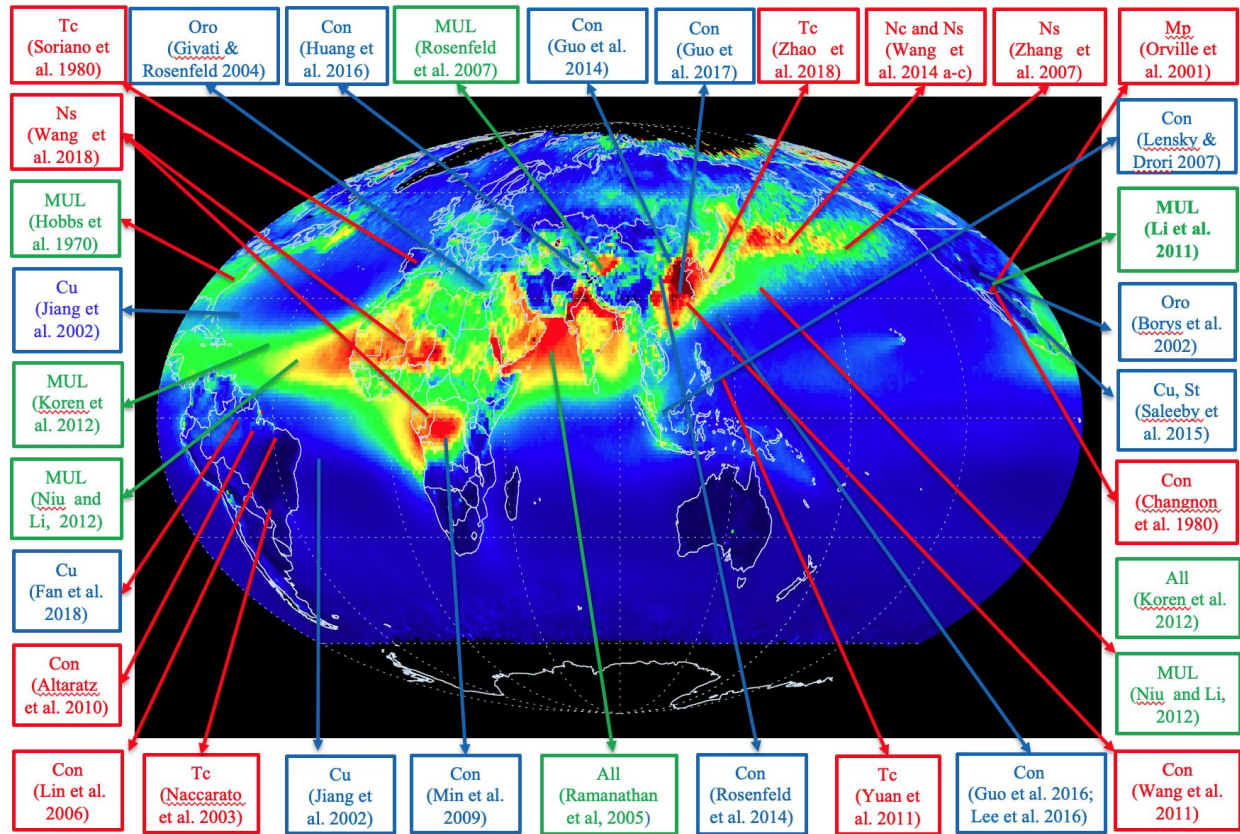 Tc
(Soriano et
al. 1980)
Oro
(Givati &
Rosenfeld 2004)
Con
(Huang et
al. 2016)
MUL
(Rosenfeld
et al. 2007)
Con
(Guo et al.
2014)
Con
(Guo et
al. 2017)
Tc
(Zhao et
al. 2018)
Nc and Ns
(Wang et
al. 2014 a-c)
Ns
(Zhang et
al. 2007)
Mp
(Orville et
al. 2001)
Ns
(Wang et
al. 2018)
MUL
(Hobbs et
al. 1970)
Cu
(Jiang et
al. 2002)
MUL
(Koren et
al. 2012)
MUL
(Niu and
Li, 2012)
Cu
(Fan et al.
2018)
Con
(Altaratz
et al. 2010)
Con
(Lensky &
Drori 2007)
MUL
(Li et al.
2011)
Oro
(Borys et al.
2002)
Cu, St
(Saleeby et
al. 2015)
Con
(Changnon
et al. 1980)
All
(Koren et al.
2012)
MUL
(Niu and Li,
2012)
Con
(Lin et al.
2006)
Tc
(Naccarato
et al. 2003)
Cu
(Jiang et
al. 2002)
Con
(Min et al.
2009)
All
(Ramanathan
et al, 2005)
Con
(Rosenfeld
et al. 2014)
Tc
(Yuan et
al. 2011)
Con
(Guo et al. 2016;
Lee et al. 2016)
Con
(Wang et al.
2011)